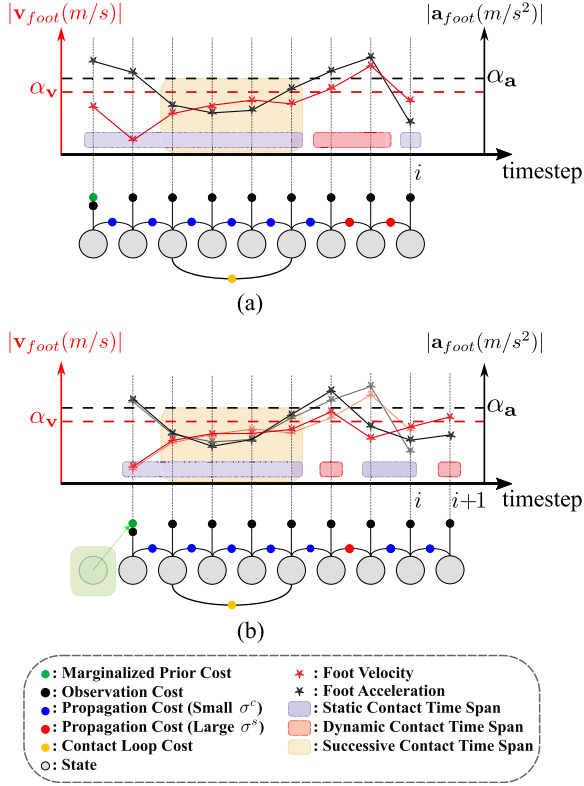 |v_foot(m/s)| |a_foot(m/s²)|
α_v α_a
i
timestep
(a)
|v_foot(m/s)| |a_foot(m/s²)|
α_v α_a
i i+1
timestep
(b)
: Marginalized Prior Cost
: Observation Cost
: Propagation Cost (Small σ^c)
: Propagation Cost (Large σ^s)
: Contact Loop Cost
: State
: Foot Velocity
: Foot Acceleration
: Static Contact Time Span
: Dynamic Contact Time Span
: Successive Contact Time Span